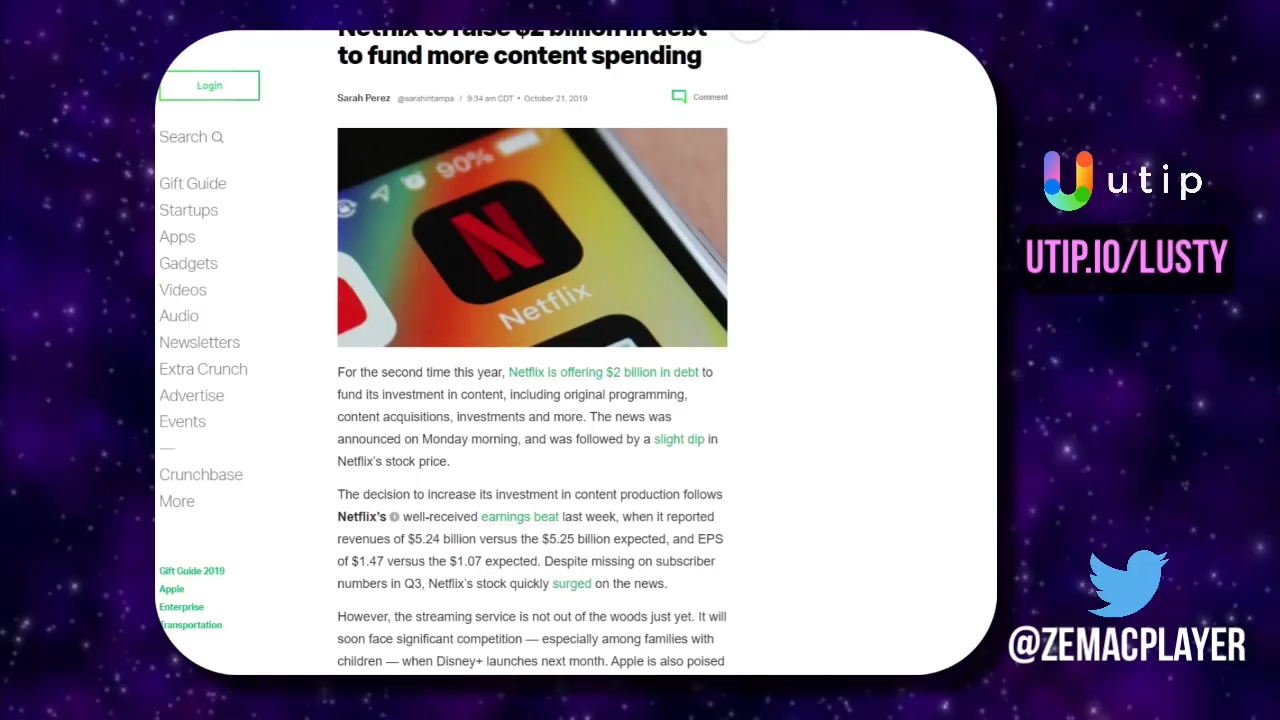 Netflix to raise $2 billion in debt
to fund more content spending
Login
Sarah Perez @sarahintampa / 9:34 am CDT • October 21, 2019
Comment
Search
Gift Guide
Startups
Apps
Gadgets
Videos
Audio
Newsletters
Extra Crunch
Advertise
Events
—
Crunchbase
More
Gift Guide 2019
Apple
Enterprise
Transportation
90%
N
Netflix
For the second time this year, Netflix is offering $2 billion in debt to
fund its investment in content, including original programming,
content acquisitions, investments and more. The news was
announced on Monday morning, and was followed by a slight dip in
Netflix's stock price.
The decision to increase its investment in content production follows
Netflix's well-received earnings beat last week, when it reported
revenues of $5.24 billion versus the $5.25 billion expected, and EPS
of $1.47 versus the $1.07 expected. Despite missing on subscriber
numbers in Q3, Netflix's stock quickly surged on the news.
However, the streaming service is not out of the woods just yet. It will
soon face significant competition — especially among families with
children — when Disney+ launches next month. Apple is also poised
utip
UTIP.IO/LUSTY
@ZEMACPLAYER